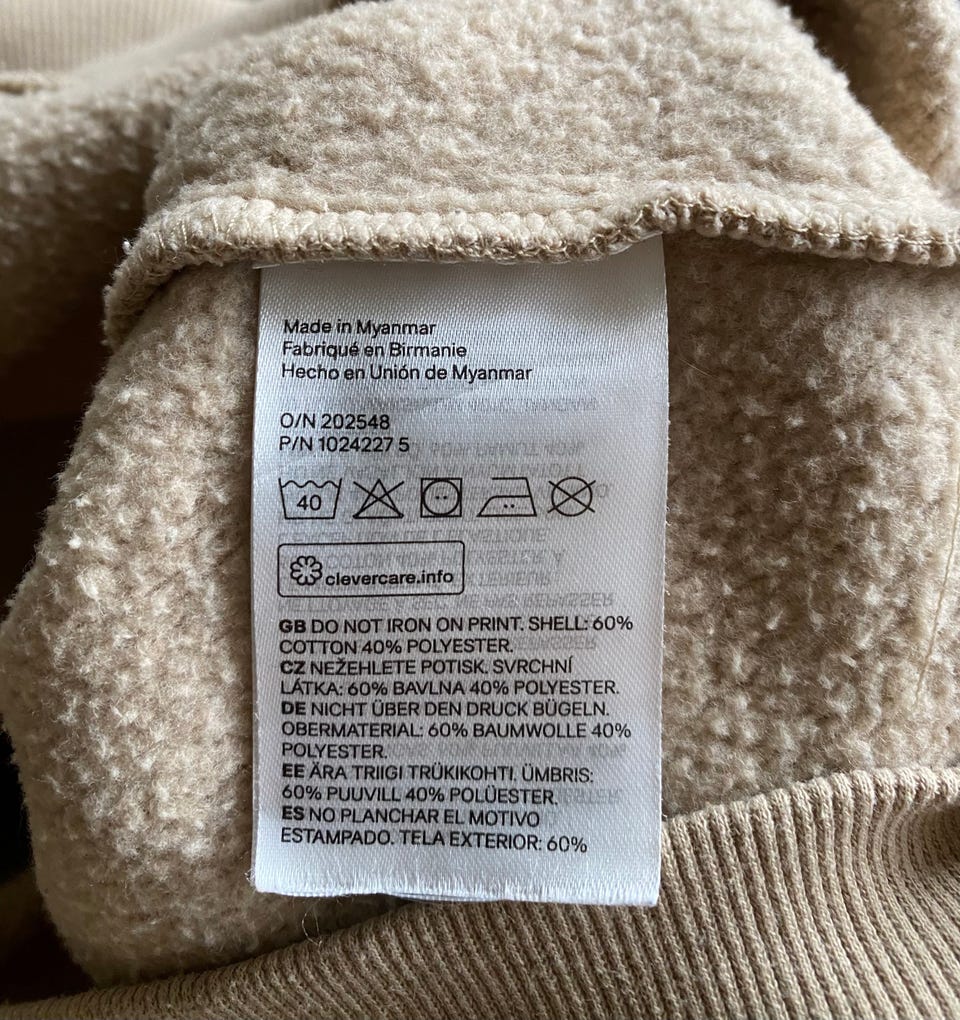 Made in Myanmar
Fabriqué en Birmanie
Hecho en Unión de Myanmar
O/N 202548
P/N 1024227 5
40
clevercare.info
GB DO NOT IRON ON PRINT. SHELL: 60%
COTTON 40% POLYESTER.
CZ NEŽEHLETE POTISK. SVRCHNÍ
LÁTKA: 60% BAVLNA 40% POLYESTER.
DE NICHT ÜBER DEN DRUCK BÜGELN.
OBERMATERIAL: 60% BAUMWOLLE 40%
POLYESTER.
EE ÄRA TRIIGI TRÜKIKOHTI. ÜMBRIS:
60% PUUVILL 40% POLÜESTER.
ES NO PLANCHAR EL MOTIVO
ESTAMPADO. TELA EXTERIOR: 60%